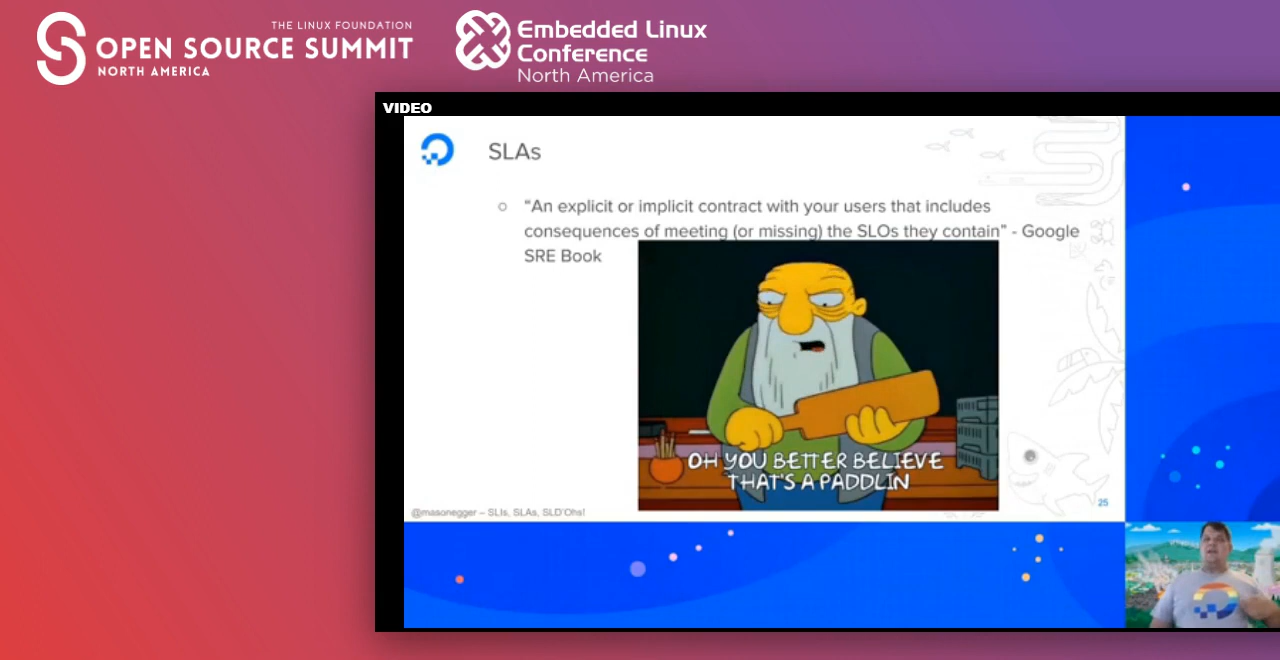 THE LINUX FOUNDATION
OPEN SOURCE SUMMIT
NORTH AMERICA
Embedded Linux
Conference
North America
VIDEO
SLAs
“An explicit or implicit contract with your users that includes
consequences of meeting (or missing) the SLOs they contain” - Google
SRE Book
OH YOU BETTER BELIEVE
THAT'S A PADDLIN
@masonegger – SLIs, SLAs, SLD'Ohs!
25